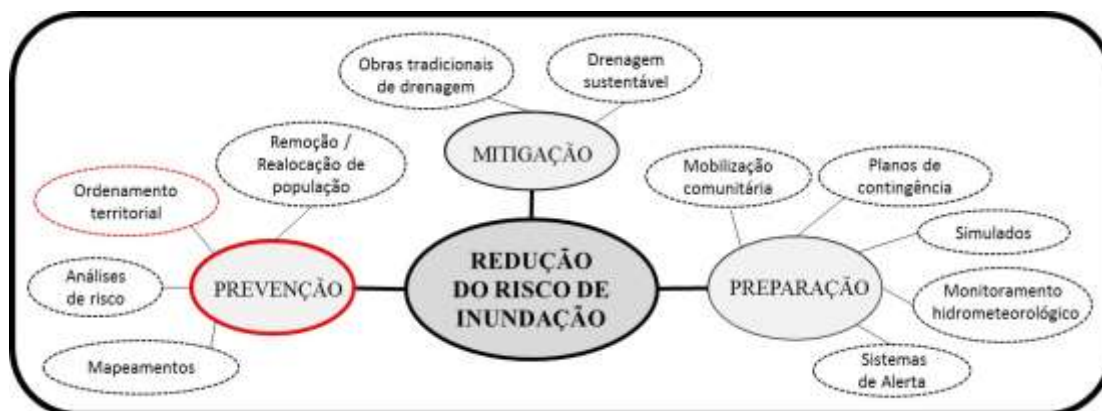 Obras tradicionais
de drenagem
Drenagem
sustentável
MITIGAÇÃO
Remoção /
Realocação de
população
Ordenamento
territorial
Análises
de risco
PREVENÇÃO
Mapeamentos
REDUÇÃO
DO RISCO DE
INUNDAÇÃO
Mobilização
comunitária
Planos de
contingência
Simulados
PREPARAÇÃO
Monitoramento
hidrometeorológico
Sistemas
de Alerta